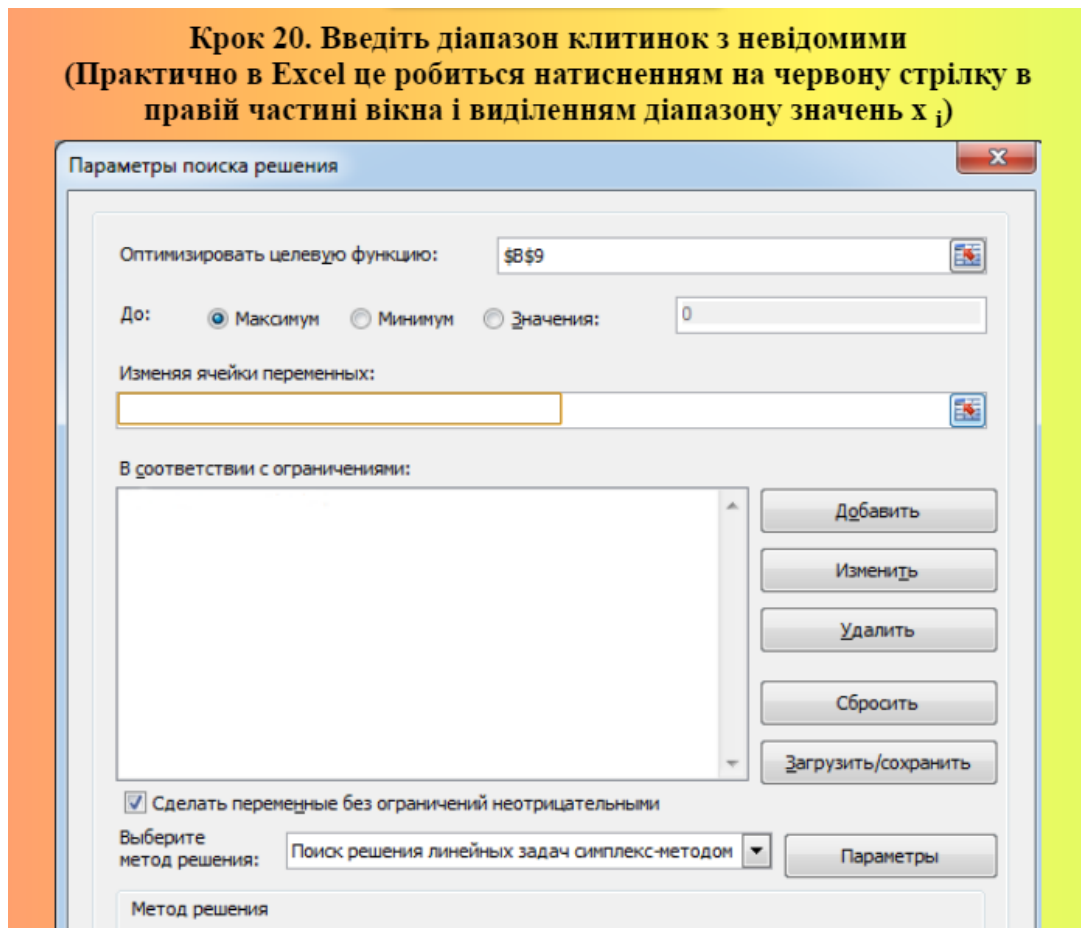 Крок 20. Введіть діапазон клитинок з невідомими
(Практично в Excel це робиться натисненням на червону стрілку в
правій частині вікна і виділенням діапазону значень x i)
Параметры поиска решения
Оптимизировать целевую функцию:
$B$9
До:
Максимум
Минимум
Значения:
0
Изменяя ячейки переменных:
В соответствии с ограничениями:
Добавить
Изменить
Удалить
Сбросить
Загрузить/сохранить
Сделать переменные без ограничений неотрицательными
Выберите
метод решения:
Поиск решения линейных задач симплекс-методом
Параметры
Метод решения